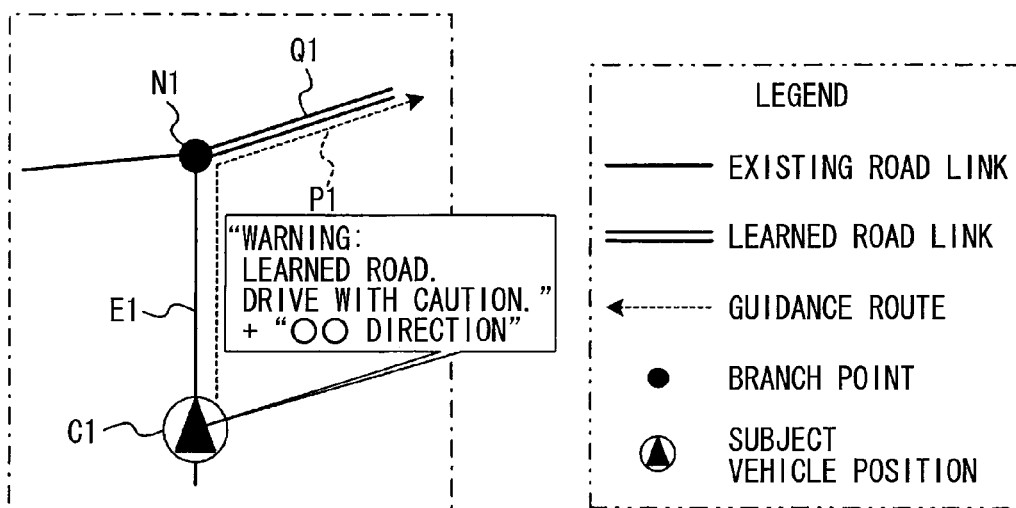 Q1
N1
P1
"WARNING:
LEARNED ROAD.
DRIVE WITH CAUTION."
+ "○○ DIRECTION"
E1
C1
LEGEND
EXISTING ROAD LINK
LEARNED ROAD LINK
GUIDANCE ROUTE
BRANCH POINT
SUBJECT
VEHICLE POSITION